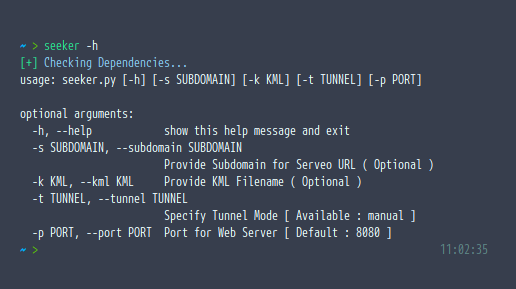 ~ > seeker -h
[+] Checking Dependencies...
usage: seeker.py [-h] [-s SUBDOMAIN] [-k KML] [-t TUNNEL] [-p PORT]
optional arguments:
-h, --help show this help message and exit
-s SUBDOMAIN, --subdomain SUBDOMAIN
Provide Subdomain for Serveo URL ( Optional )
-k KML, --kml KML Provide KML Filename ( Optional )
-t TUNNEL, --tunnel TUNNEL
Specify Tunnel Mode [ Available : manual ]
-p PORT, --port PORT Port for Web Server [ Default : 8080 ]
~ > 11:02:35